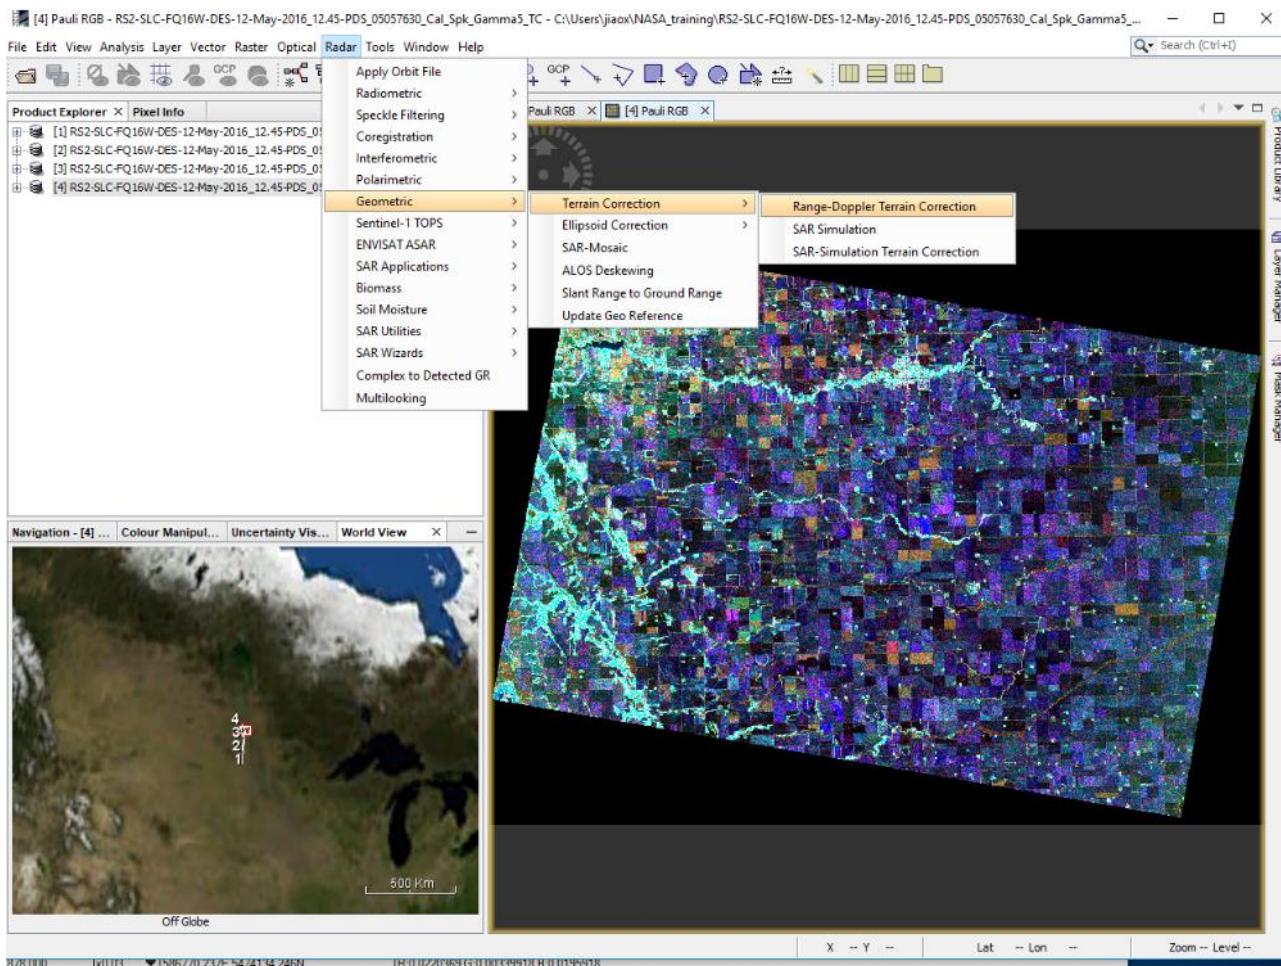 [4] Pauli RGB - RS2-SLC-FQ16W-DES-12-May-2016_12.45-PDS_05057630_Cal_Spk_Gamma5_TC - C:\Users\jiaox\NASA_training\RS2-SLC-FQ16W-DES-12-May-2016_12.45-PDS_05057630_Cal_Spk_Gamma5_...
File Edit View Analysis Layer Vector Raster Optical Radar Tools Window Help
Search (Ctrl+I)
GCP GCP
Product Explorer Pixel Info
Pauli RGB [4] Pauli RGB
[1] RS2-SLC-FQ16W-DES-12-May-2016_12.45-PDS_05
[2] RS2-SLC-FQ16W-DES-12-May-2016_12.45-PDS_05
[3] RS2-SLC-FQ16W-DES-12-May-2016_12.45-PDS_05
[4] RS2-SLC-FQ16W-DES-12-May-2016_12.45-PDS_05
Apply Orbit File
Radiometric
Speckle Filtering
Coregistration
Interferometric
Polarimetric
Geometric
Sentinel-1 TOPS
ENVISAT ASAR
SAR Applications
Biomass
Soil Moisture
SAR Utilities
SAR Wizards
Complex to Detected GR
Multilooking
Terrain Correction
Ellipsoid Correction
SAR-Mosaic
ALOS Deskewing
Slant Range to Ground Range
Update Geo Reference
Range-Doppler Terrain Correction
SAR Simulation
SAR-Simulation Terrain Correction
Product Library
Layer Manager
Mask Manager
Navigation - [4] ... Colour Manipul... Uncertainty Vis... World View
4
3
2
1
500 Km
Off Globe
X -- Y -- Lat -- Lon -- Zoom -- Level --